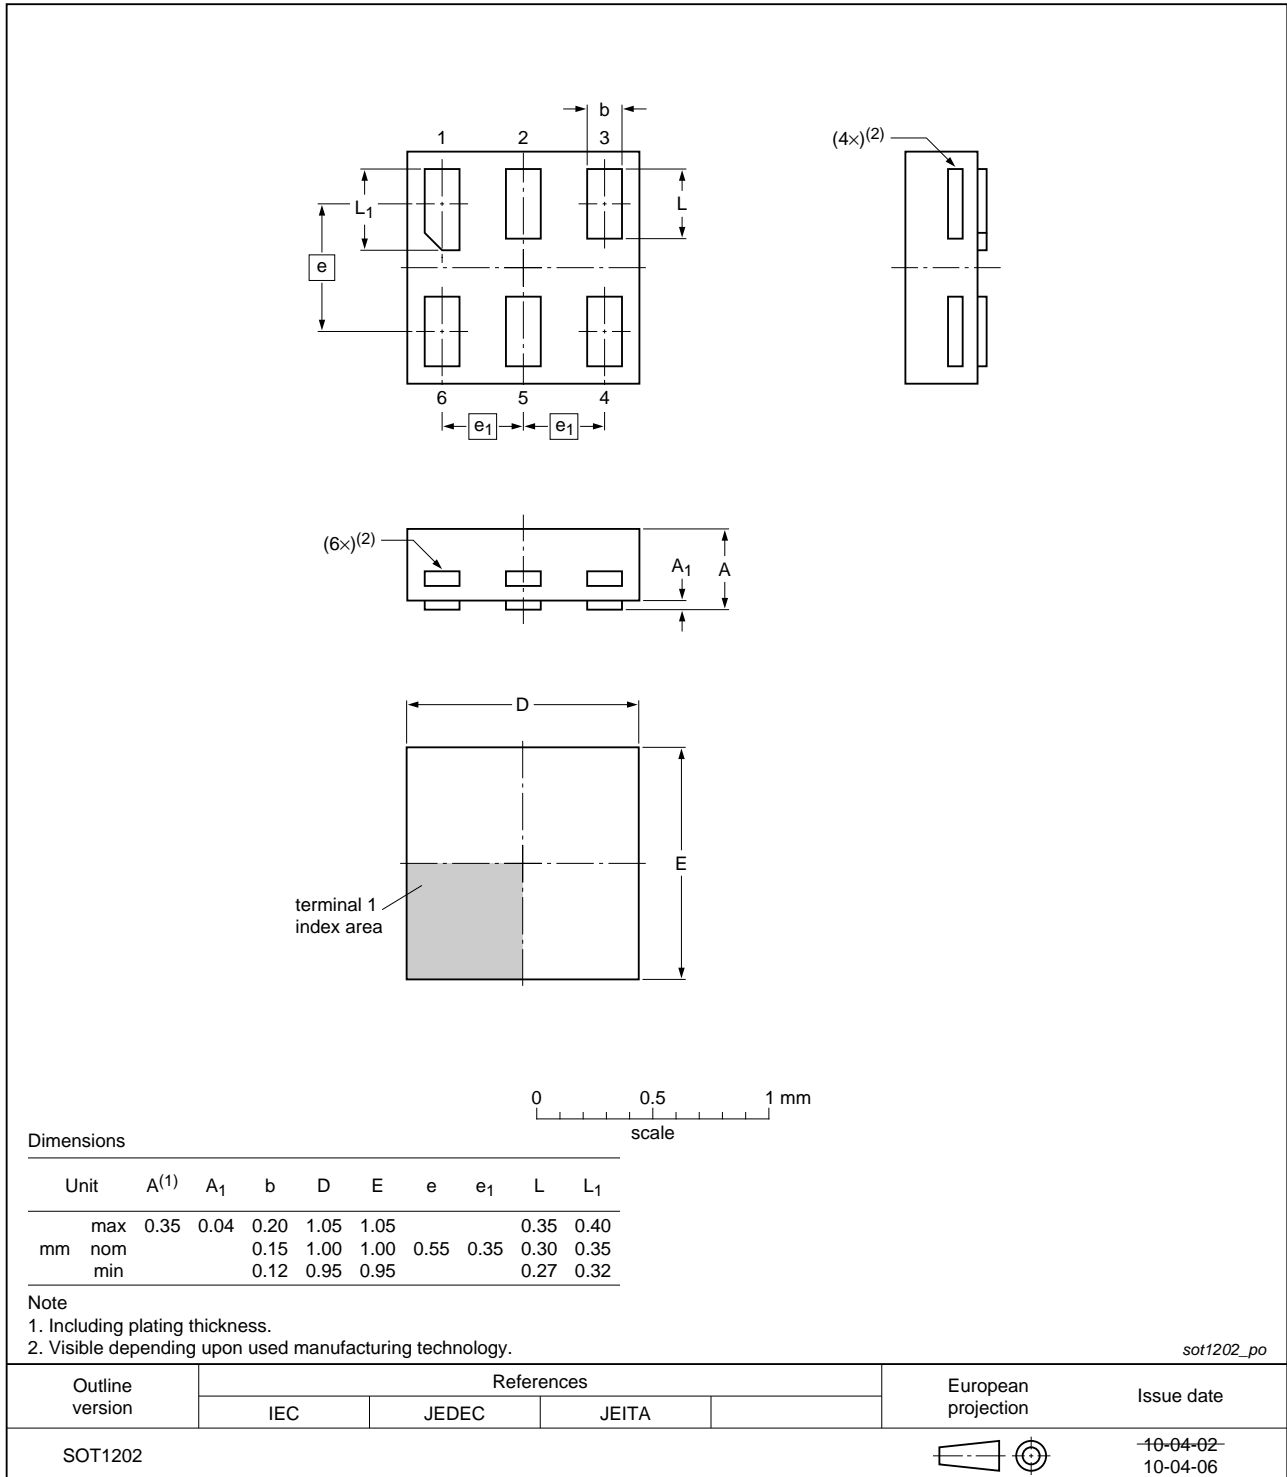 b
1 2 3
(4×)(2)
L1
L
e
6 5 4
e1 e1
(6×)(2)
A1 A
D
E
terminal 1
index area
0 0.5 1 mm
scale
Dimensions
Unit A(1) A1 b D E e e1 L L1
max 0.35 0.04 0.20 1.05 1.05 0.35 0.40
mm nom 0.15 1.00 1.00 0.55 0.35 0.30 0.35
min 0.12 0.95 0.95 0.27 0.32
Note
1. Including plating thickness.
2. Visible depending upon used manufacturing technology.
sot1202_po
Outline
version
References
IEC JEDEC JEITA
European
projection
Issue date
SOT1202
10-04-02
10-04-06